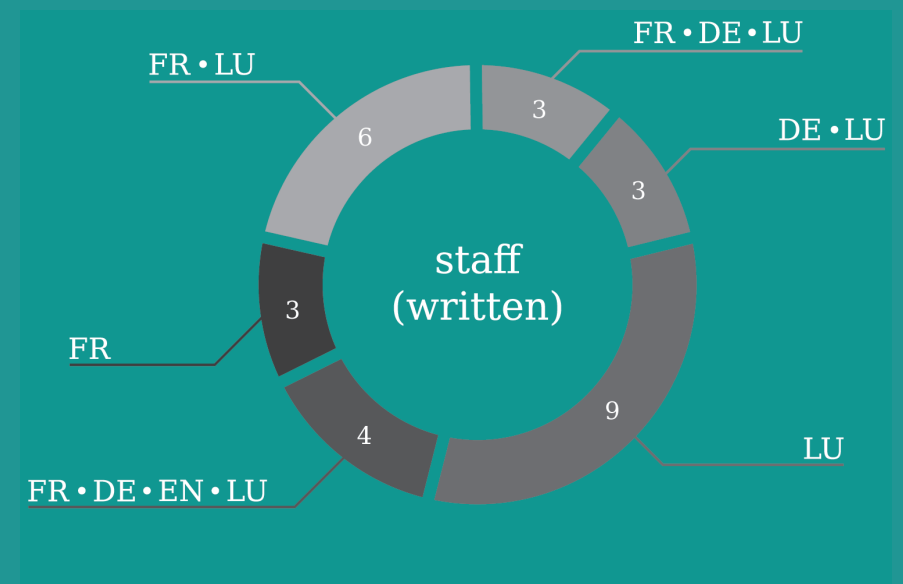 FR • DE • LU
FR • LU
3
DE • LU
6
3
staff
(written)
3
FR
9
4
LU
FR • DE • EN • LU